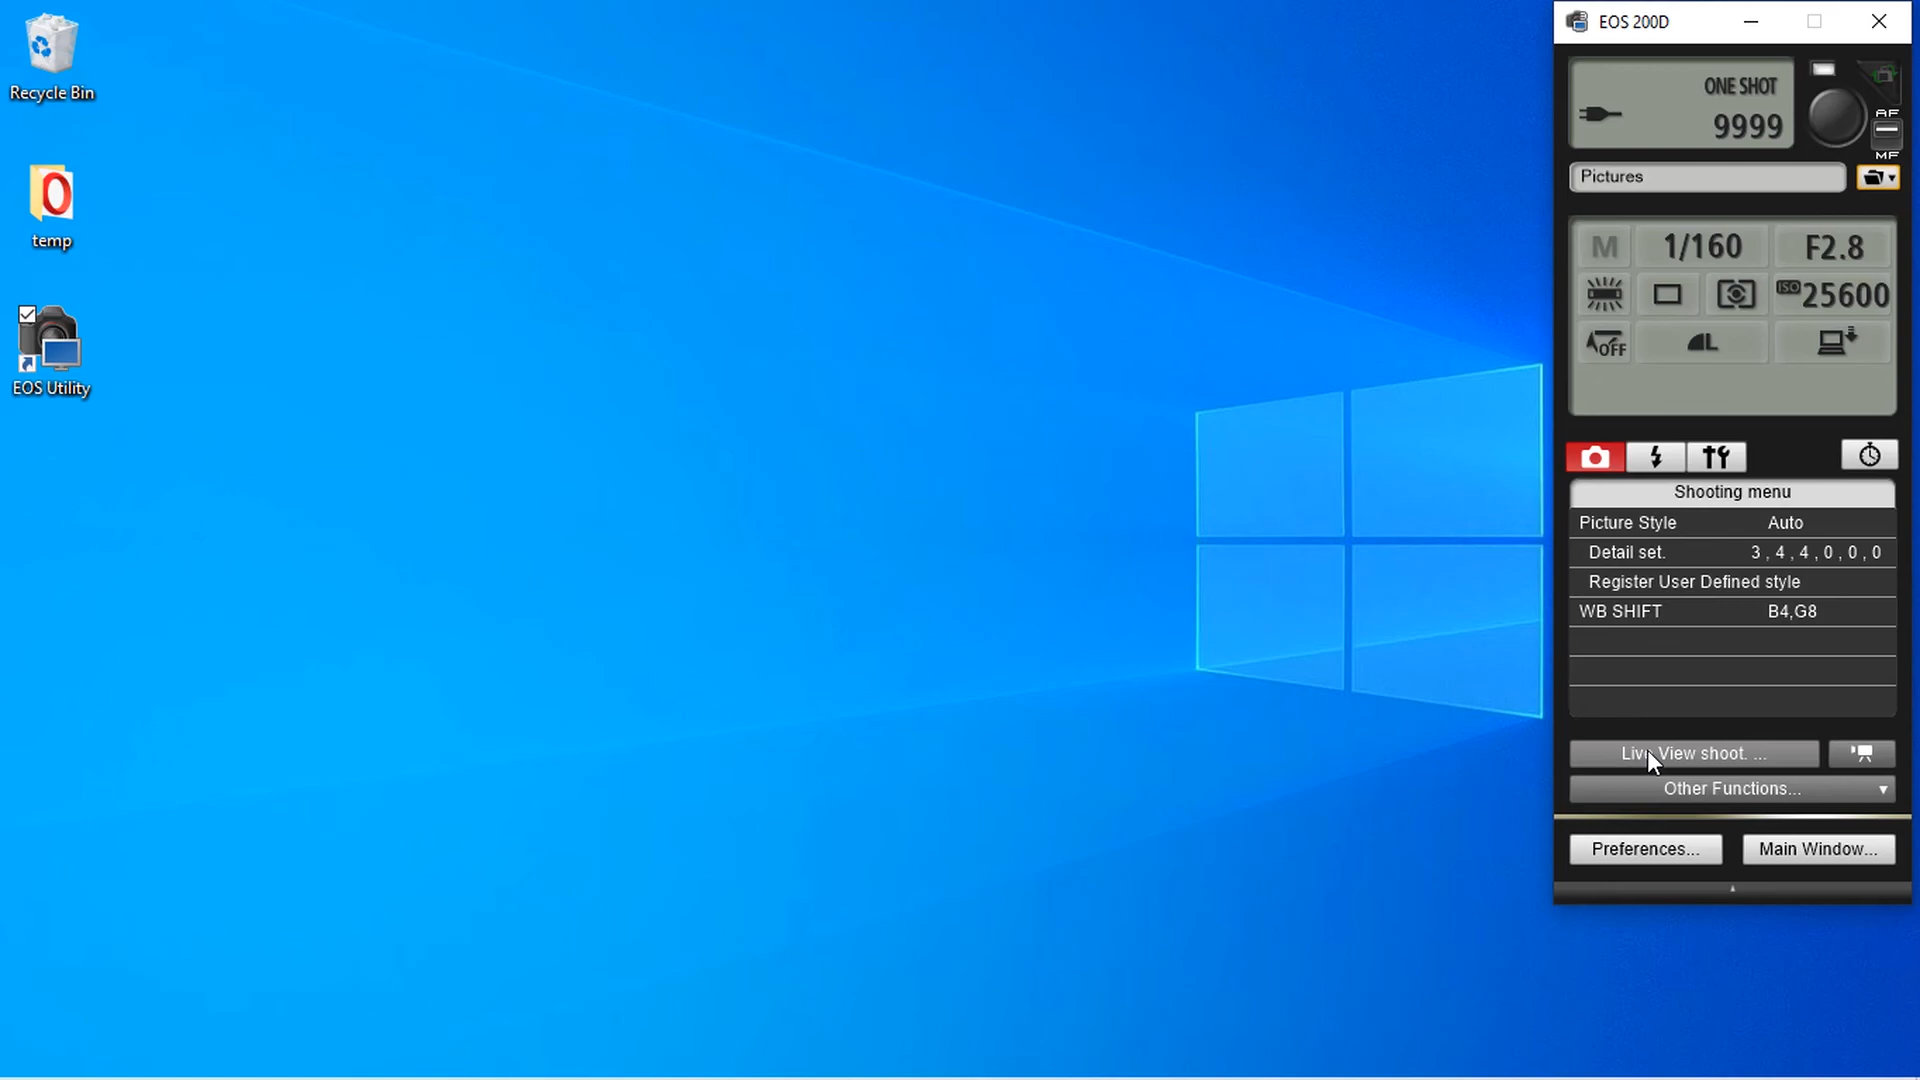 Recycle Bin
temp
EOS Utility
EOS 200D
ONE SHOT
9999
AF
MF
Pictures
M 1/160 F2.8
ISO 25600
OFF L
Shooting menu
Picture Style Auto
Detail set. 3 , 4 , 4 , 0 , 0 , 0
Register User Defined style
WB SHIFT B4,G8
Live View shoot. ...
Other Functions...
Preferences... Main Window...